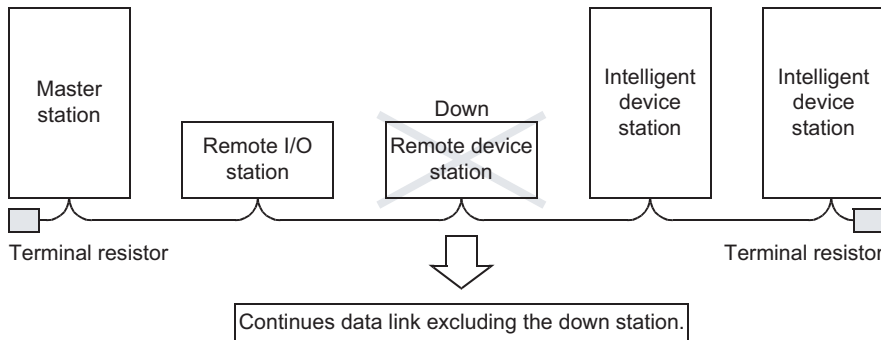 Master
station
Remote I/O
station
Down
Remote device
station
Intelligent
device
station
Intelligent
device
station
Terminal resistor
Terminal resistor
Continues data link excluding the down station.